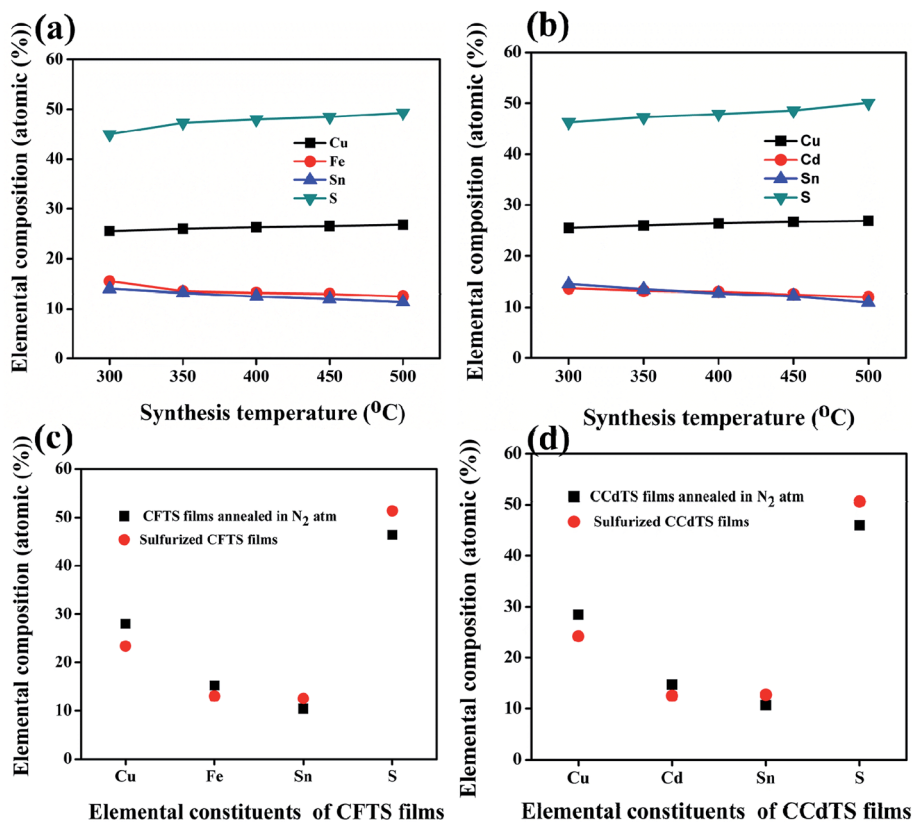 (a)
Elemental composition (atomic (%))
60
50
40
30
20
10
0
Cu
Fe
Sn
S
300 350 400 450 500
Synthesis temperature (⁰C)
(b)
Elemental composition (atomic (%))
60
50
40
30
20
10
0
Cu
Cd
Sn
S
300 350 400 450 500
Synthesis temperature (⁰C)
(c)
Elemental composition (atomic (%))
60
50
40
30
20
10
0
CFTS films annealed in N₂ atm
Sulfurized CFTS films
Cu Fe Sn S
Elemental constituents of CFTS films
(d)
Elemental composition (atomic (%))
60
50
40
30
20
10
0
CCdTS films annealed in N₂ atm
Sulfurized CCdTS films
Cu Cd Sn S
Elemental constituents of CCdTS films